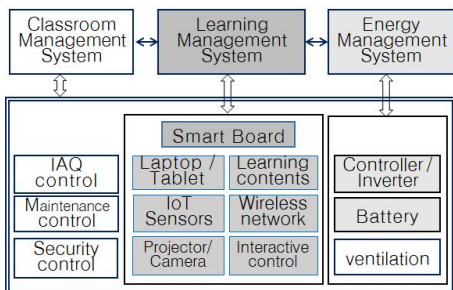 Classroom
Management
System
Learning
Management
System
Energy
Management
System
Smart Board
IAQ
control
Maintenance
control
Security
control
Laptop /
Tablet
Learning
contents
IoT
Sensors
Wireless
network
Projector/
Camera
Interactive
control
Controller/
Inverter
Battery
ventilation